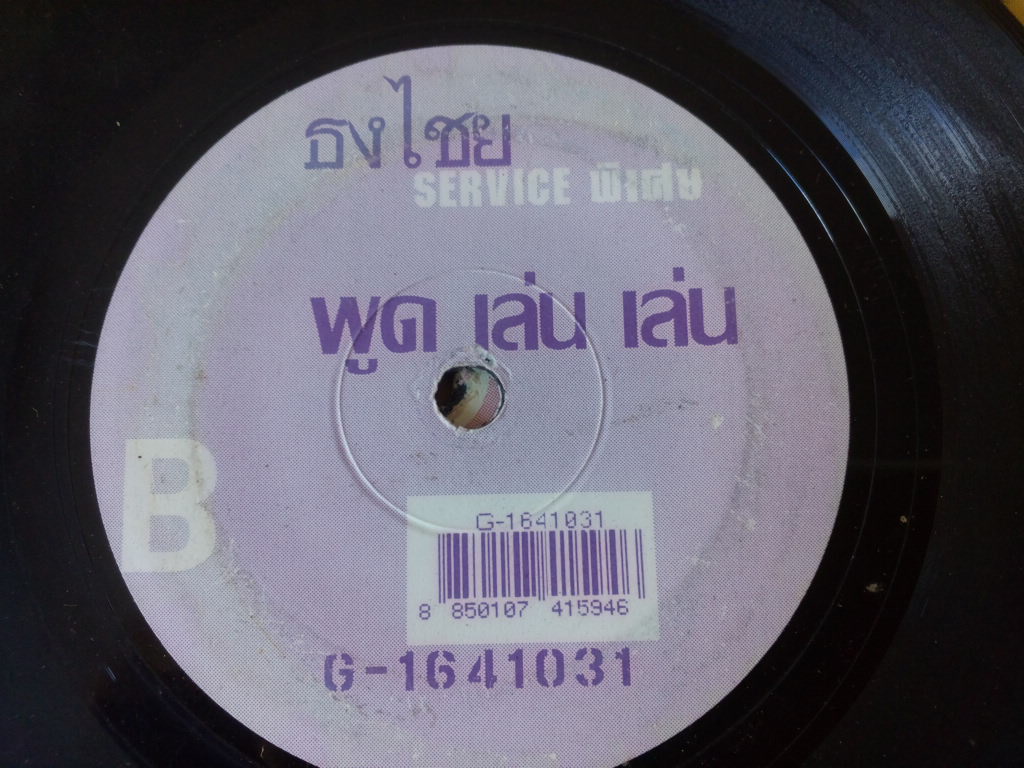 ธงไชย
SERVICE พิเศษ
พูด เล่น เล่น
B
G-1641031
8 850107 415946
G-1641031